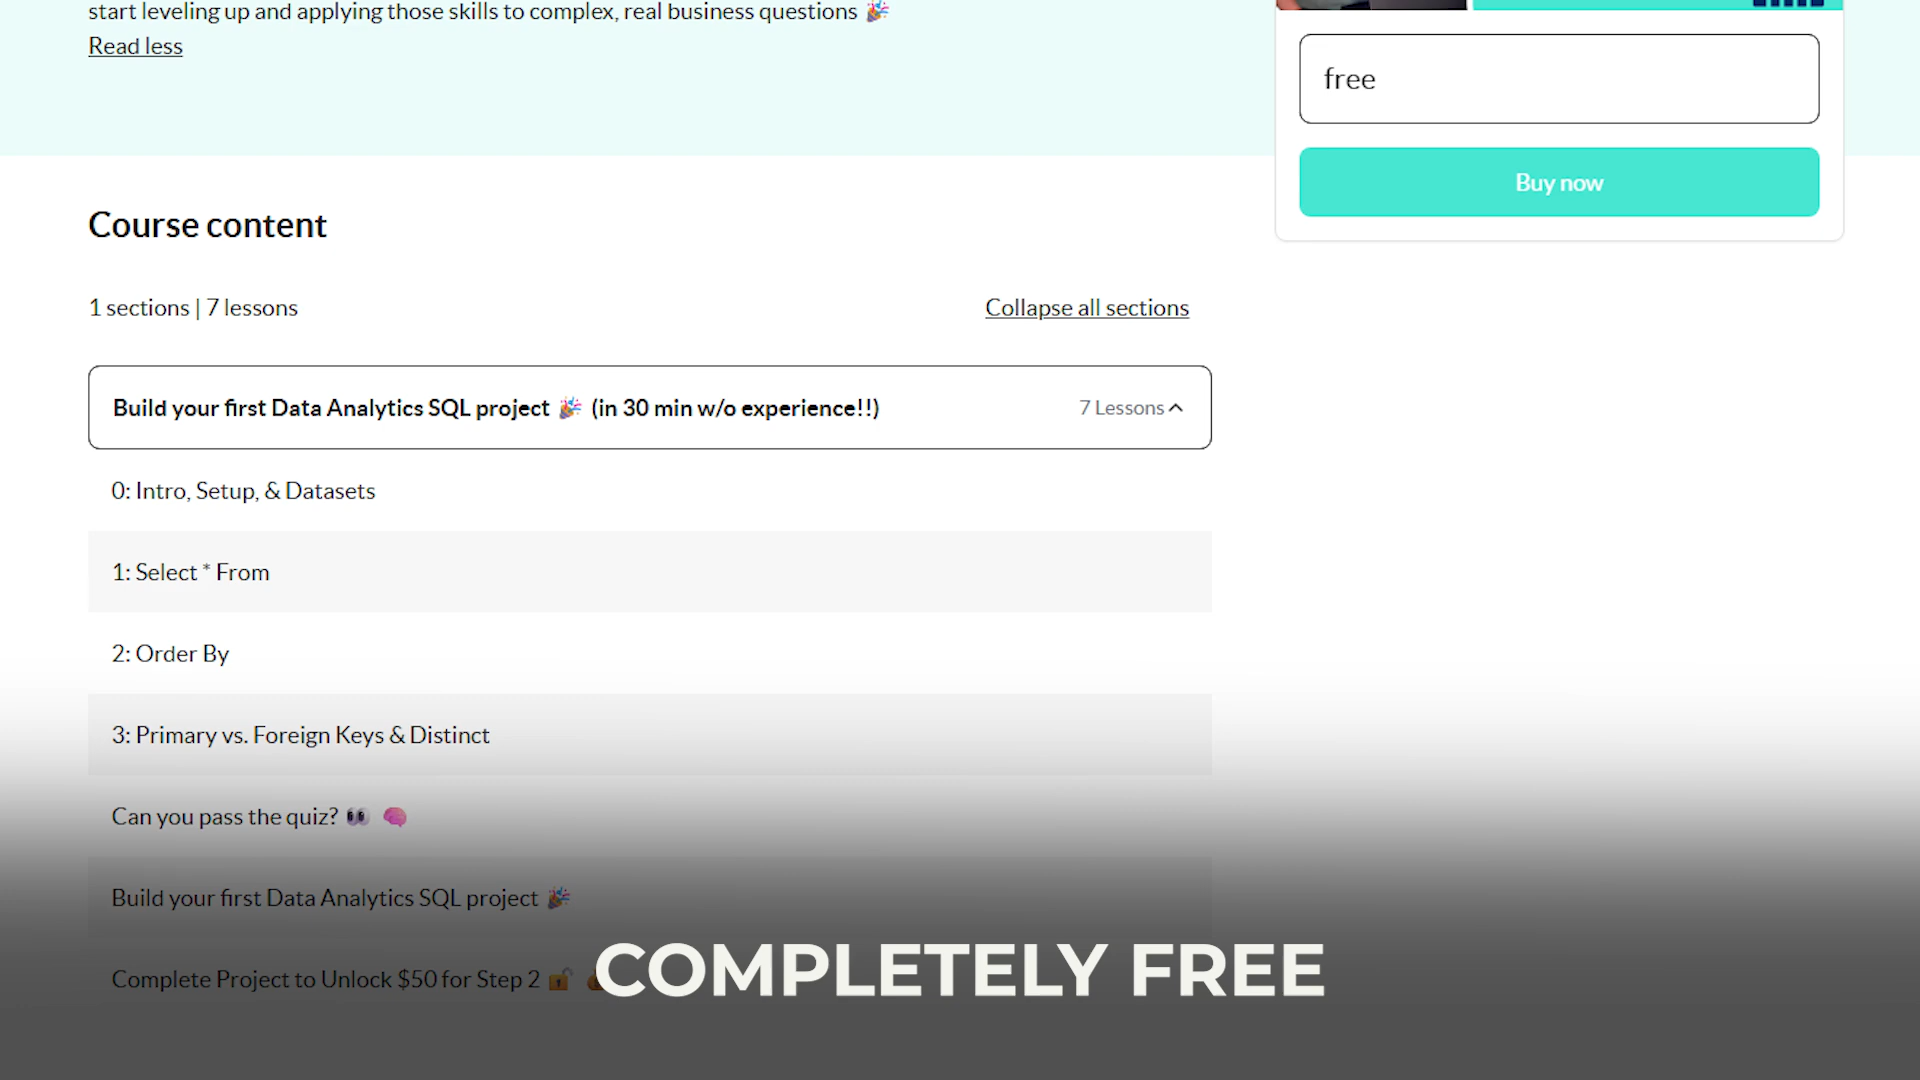 start leveling up and applying those skills to complex, real business questions 🎉
Read less
free
Buy now
Course content
1 sections | 7 lessons
Collapse all sections
Build your first Data Analytics SQL project 🎉 (in 30 min w/o experience!!)
7 Lessons
0: Intro, Setup, & Datasets
1: Select * From
2: Order By
3: Primary vs. Foreign Keys & Distinct
Can you pass the quiz? 👀 🧠
Build your first Data Analytics SQL project 🎉
Complete Project to Unlock $50 for Step 2 🔓
COMPLETELY FREE